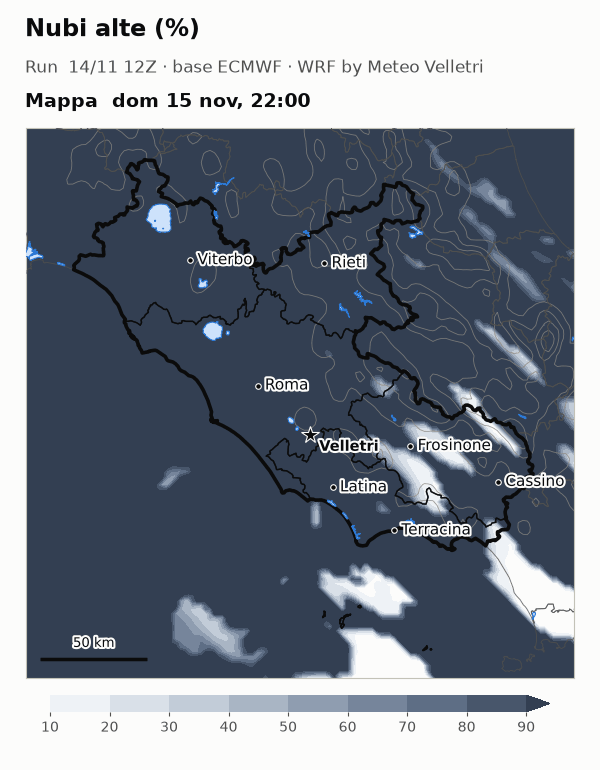 Nubi alte (%)
Run  14/11 12Z · base ECMWF · WRF by Meteo Velletri
Mappa  dom 15 nov, 22:00
Viterbo
Rieti
Roma
Velletri
Frosinone
Cassino
Latina
Terracina
50 km
10 20 30 40 50 60 70 80 90